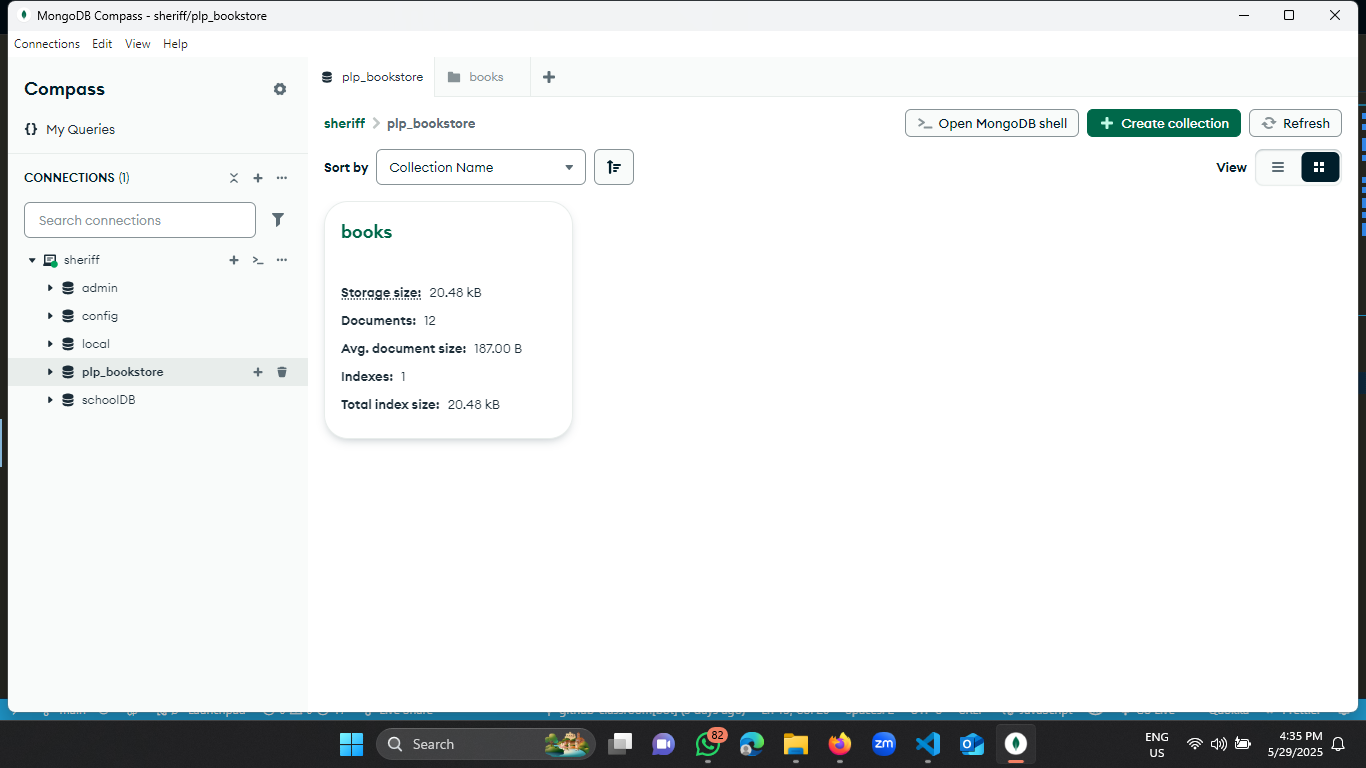 MongoDB Compass - sheriff/plp_bookstore
Connections Edit View Help
Compass
My Queries
CONNECTIONS (1)
Search connections
sheriff
admin
config
local
plp_bookstore
schoolDB
plp_bookstore books
sheriff plp_bookstore
>_ Open MongoDB shell
Create collection
Refresh
Sort by Collection Name
View
books
Storage size: 20.48 kB
Documents: 12
Avg. document size: 187.00 B
Indexes: 1
Total index size: 20.48 kB
Search
82
zm
ENG
US
4:35 PM
5/29/2025